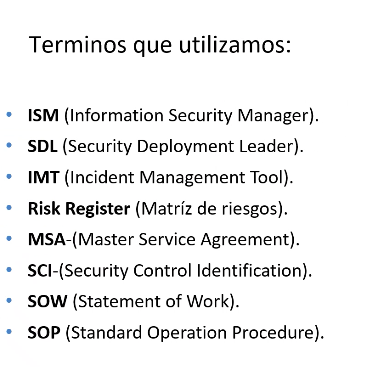 Terminos que utilizamos:
• ISM (Information Security Manager).
• SDL (Security Deployment Leader).
• IMT (Incident Management Tool).
• Risk Register (Matríz de riesgos).
• MSA-(Master Service Agreement).
• SCI-(Security Control Identification).
• SOW (Statement of Work).
• SOP (Standard Operation Procedure).